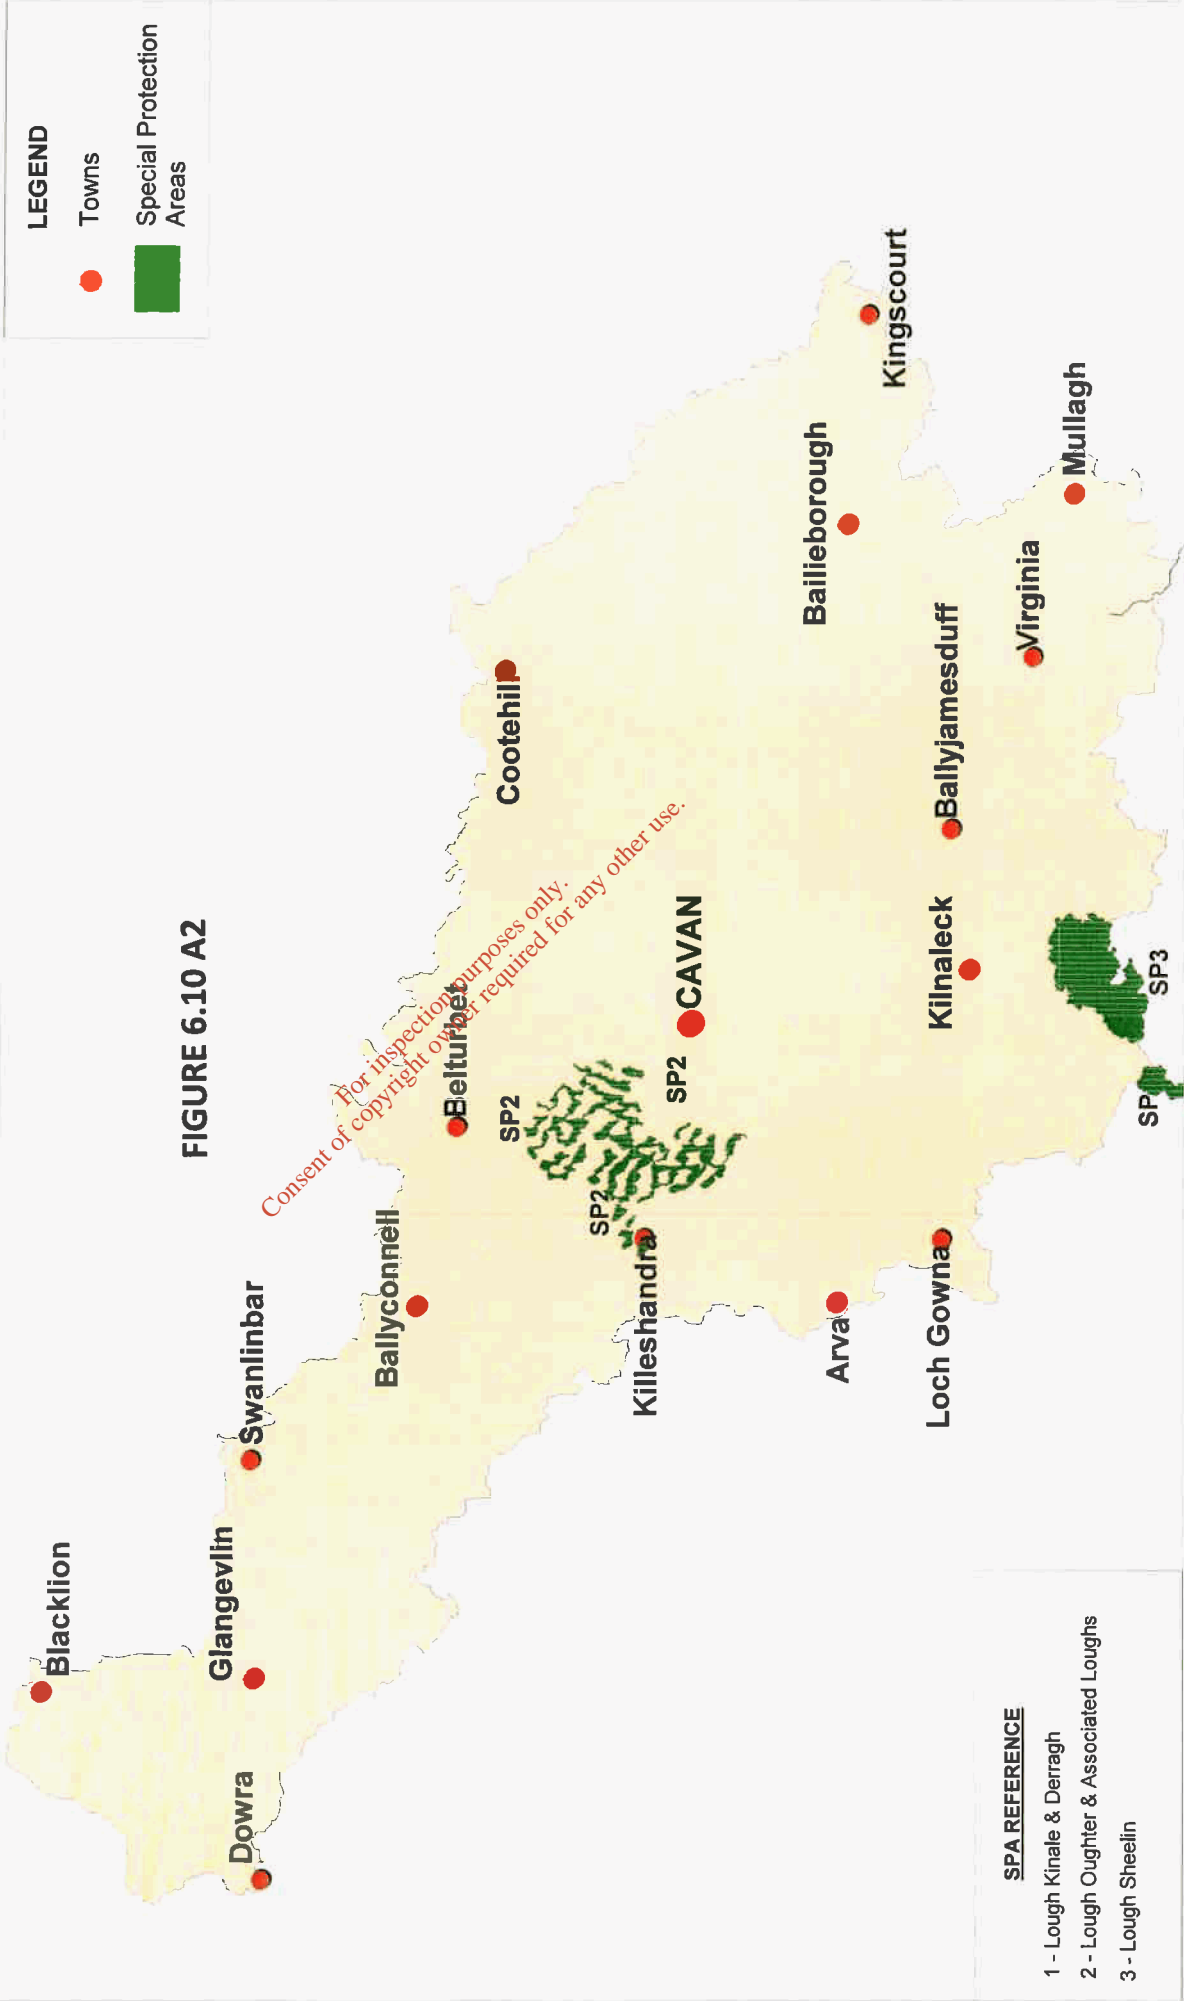 FIGURE 6.10 A2
LEGEND
Towns
Special Protection
Areas
Blacklion
Glangevlin
Dowra
Swanlinbar
Ballyconnell
Belturbet
Cootehill
SP2
SP2
SP2
CAVAN
Killeshandra
Arva
Loch Gowna
Kilnaleck
Ballyjamesduff
Bailieborough
Kingscourt
Virginia
Mullagh
SP3
SP
For inspection purposes only.
Consent of copyright owner required for any other use.
SPA REFERENCE
1 - Lough Kinale & Derragh
2 - Lough Oughter & Associated Loughs
3 - Lough Sheelin